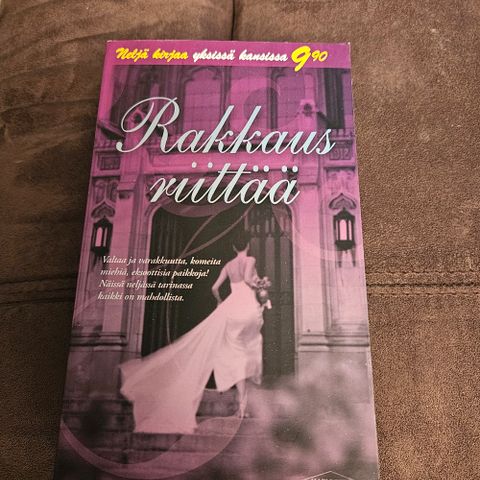 Neljä kirjaa yksissä kansissa 9 90
Rakkaus
riittää
Valtaa ja varakkuutta, komeita
miehiä, eksoottisia paikkoja!
Näissä neljässä tarinassa
kaikki on mahdollista.